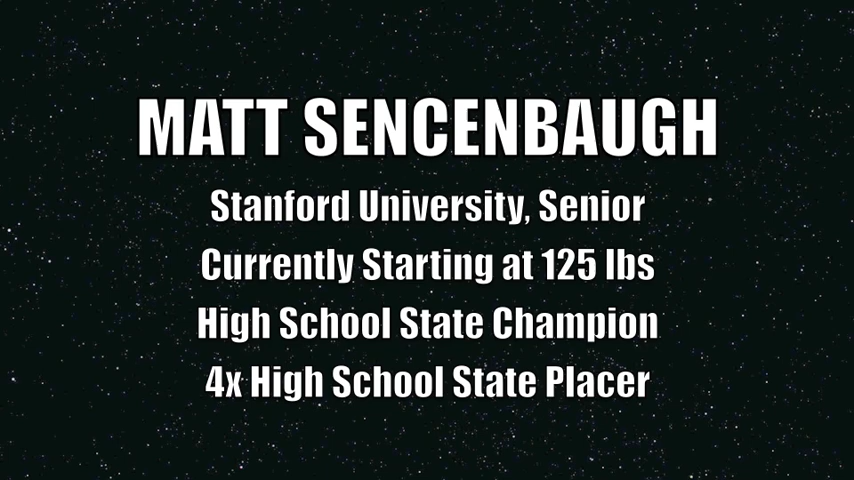 MATT SENCENBAUGH
Stanford University, Senior
Currently Starting at 125 lbs
High School State Champion
4x High School State Placer